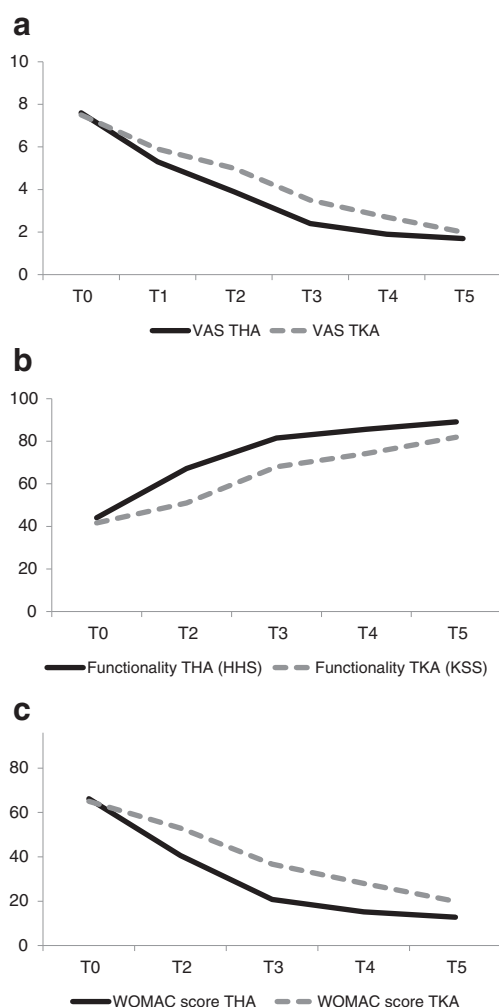 a
10
8
6
4
2
0
T0 T1 T2 T3 T4 T5
VAS THA VAS TKA
b
100
80
60
40
20
0
T0 T2 T3 T4 T5
Functionality THA (HHS) Functionality TKA (KSS)
c
80
60
40
20
0
T0 T2 T3 T4 T5
WOMAC score THA WOMAC score TKA